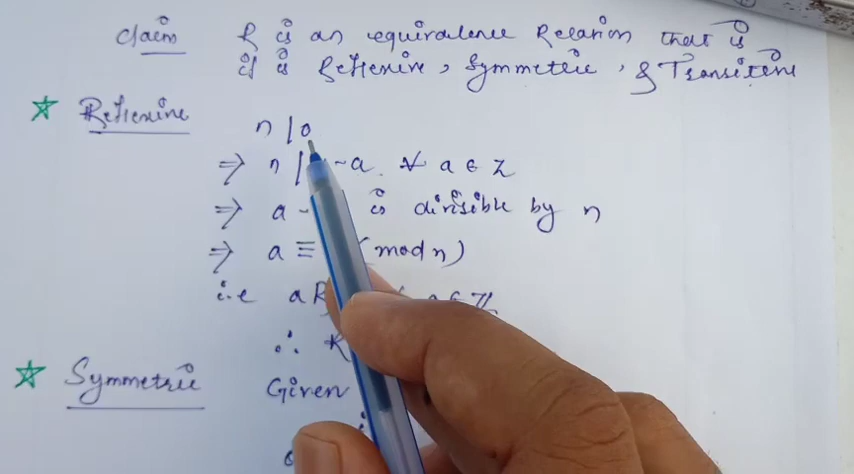 Claim R is an equivalence Relation that is
if is Reflexive, Symmetric, & Transitive
Reflexive
n | 0
⇒ n | -a. ∀ a ∈ Z
⇒ a - is divisible by n
⇒ a ≡ (mod n)
i.e aR a ∈ Z
∴ R
Symmetric Given